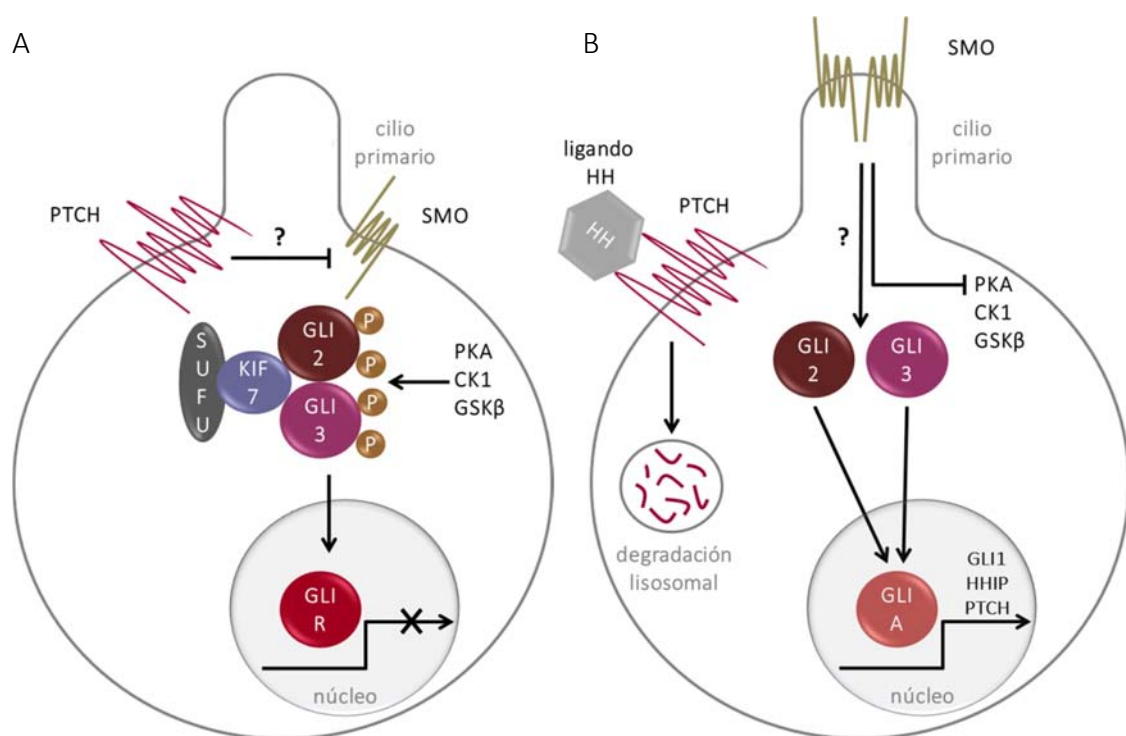 A
cilio
primario
PTCH
?
SMO
S
U
F
U
KIF
7
GLI
2
GLI
3
P
P
P
P
PKA
CK1
GSKβ
GLI
R
núcleo
B
SMO
cilio
primario
ligando
HH
HH
PTCH
?
PKA
CK1
GSKβ
GLI
2
GLI
3
degradación
lisosomal
GLI1
HHIP
PTCH
GLI
A
núcleo